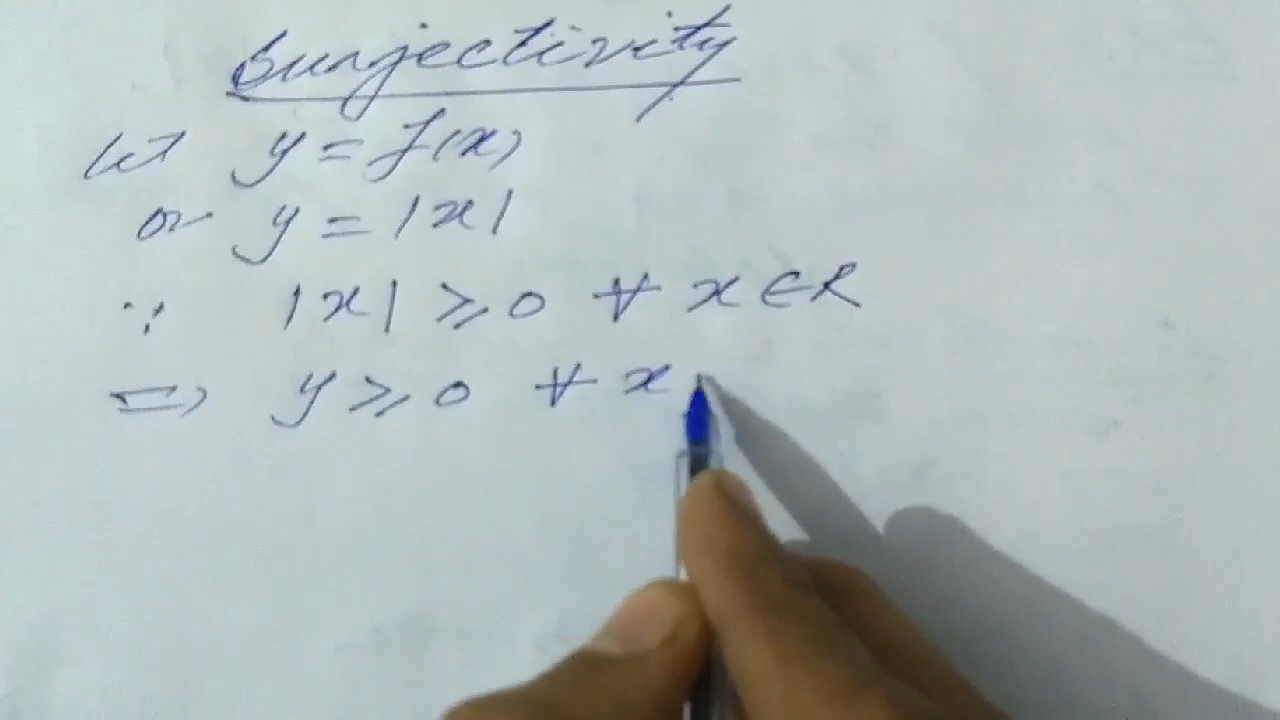 Surjectivity
Let y = f(x)
or y = |x|
∵ |x| ≥ 0 ∀ x ∈ R
⇒ y ≥ 0 ∀ x